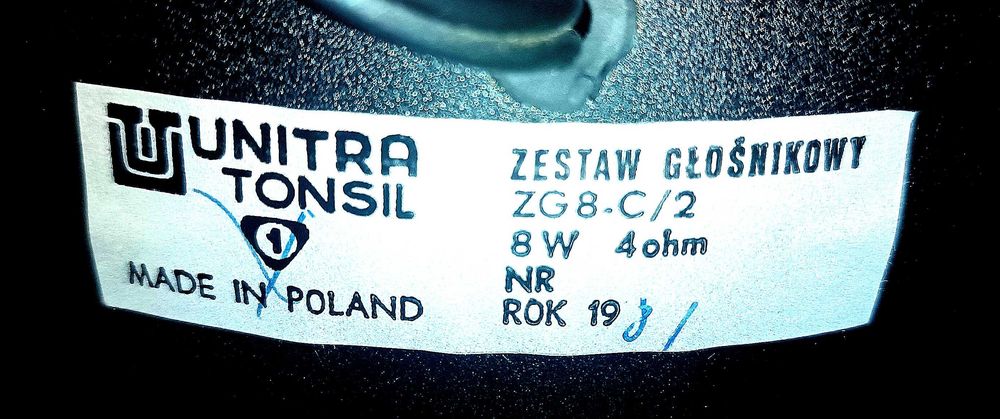 UNITRA
TONSIL
1
MADE IN POLAND
ZESTAW GŁOŚNIKOWY
ZG8-C/2
8W 4ohm
NR
ROK 19